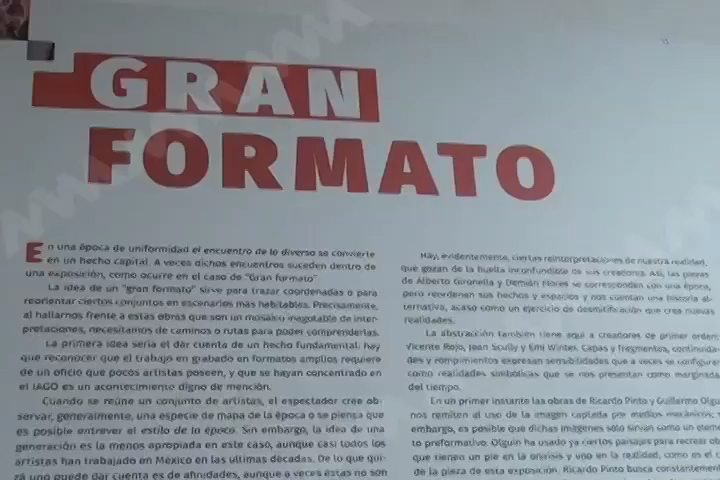 GRAN
FORMATO
En una época de uniformidad el encuentro de lo diverso se convierte
en un hecho capital. A veces dichos encuentros suceden dentro de
una exposición, como ocurre en el caso de "Gran formato".
La idea de un "gran formato" sirve para trazar coordenadas o para
reorientar ciertos conjuntos en escenarios más habitables. Precisamente,
al hallarnos frente a estas obras que son un mosaico inagotable de inter-
pretaciones, necesitamos de caminos o rutas para poder comprenderlas.
La primera idea sería el dar cuenta de un hecho fundamental: hay
que reconocer que el trabajo en grabado en formatos amplios requiere
de un oficio que pocos artistas poseen, y que se hayan concentrado en
el IAGO es un acontecimiento digno de mención.
Cuando se reúne un conjunto de artistas, el espectador cree ob-
servar, generalmente, una especie de mapa de la época o se piensa que
es posible entrever el estilo de la época. Sin embargo, la idea de una
generación es la menos apropiada en este caso, aunque casi todos los
artistas han trabajado en México en las últimas décadas. De lo que qui-
zá uno puede dar cuenta es de afinidades, aunque a veces éstas no son
Hay, evidentemente, ciertas reinterpretaciones de nuestra realidad,
que gozan de la huella inconfundible de sus creadores. Así, las piezas
de Alberto Gironella y Demián Flores se corresponden con una época,
pero reordenan sus hechos y espacios y nos cuentan una historia al-
ternativa, acaso como un ejercicio de desmitificación que crea nuevas
realidades.
La abstracción también tiene aquí a creadores de primer orden:
Vicente Rojo, Jean Scully y Emi Winter. Capas y fragmentos, continuida-
des y rompimientos expresan sensibilidades que a veces se configuran
como realidades simbólicas que se nos presentan como
del tiempo.
En un primer instante las obras de Ricardo Pinto y Guillermo Olguín
nos remiten al uso de la imagen captada por medios mecánicos; sin
embargo, es posible que dichas imágenes sólo sirvan como un
to preformativo. Olguín ha usado ya ciertos paisajes para recrear
que tienen un pie en la onirisis y uno en la realidad, como es el
de la pieza de esta exposición. Ricardo Pinto busca